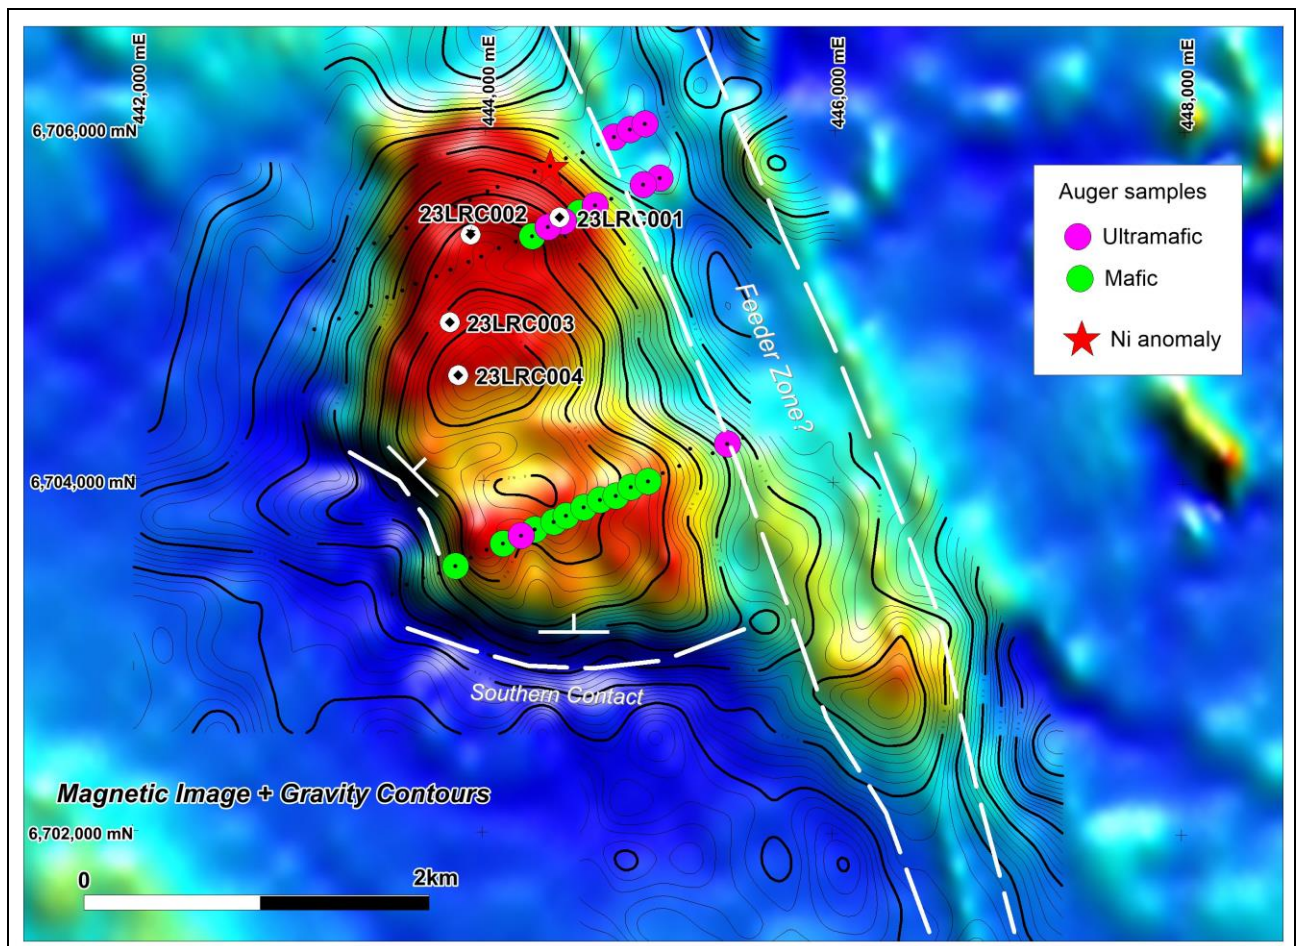 442,000 mE
444,000 mE
446,000 mE
448,000 mE
6,706,000 mN
Auger samples
Ultramafic
Mafic
Ni anomaly
23LRC002
23LRC001
23LRC003
23LRC004
Feeder Zone?
6,704,000 mN
Southern Contact
Magnetic Image + Gravity Contours
6,702,000 mN
0
2km